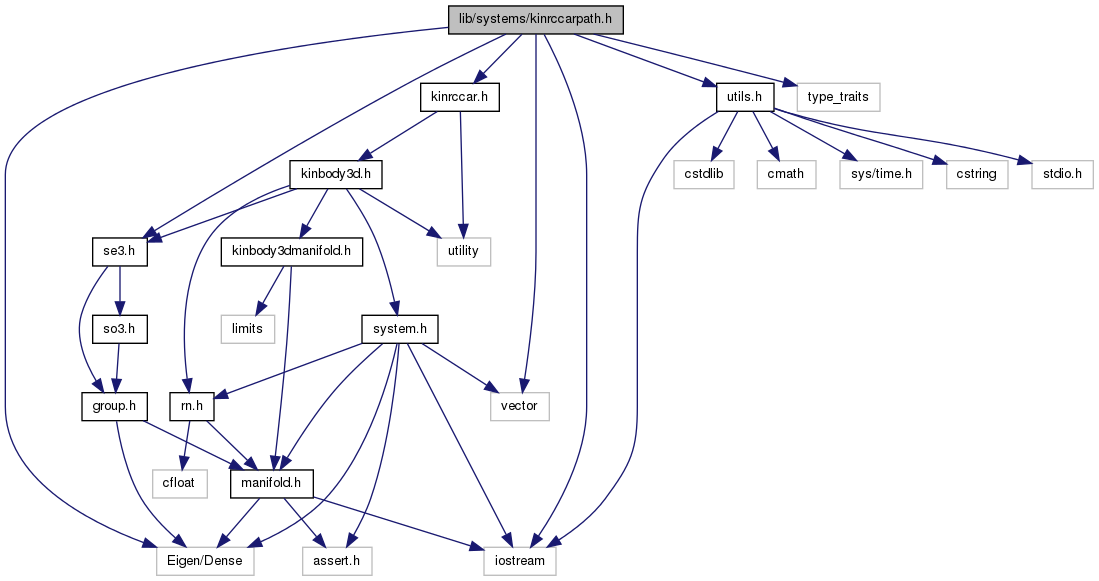 lib/systems/kinrccarpath.h
kinrccar.h
utils.h
type_traits
kinbody3d.h
cstdlib
cmath
sys/time.h
cstring
stdio.h
se3.h
kinbody3dmanifold.h
utility
so3.h
limits
system.h
group.h
rn.h
vector
cfloat
manifold.h
Eigen/Dense
assert.h
iostream